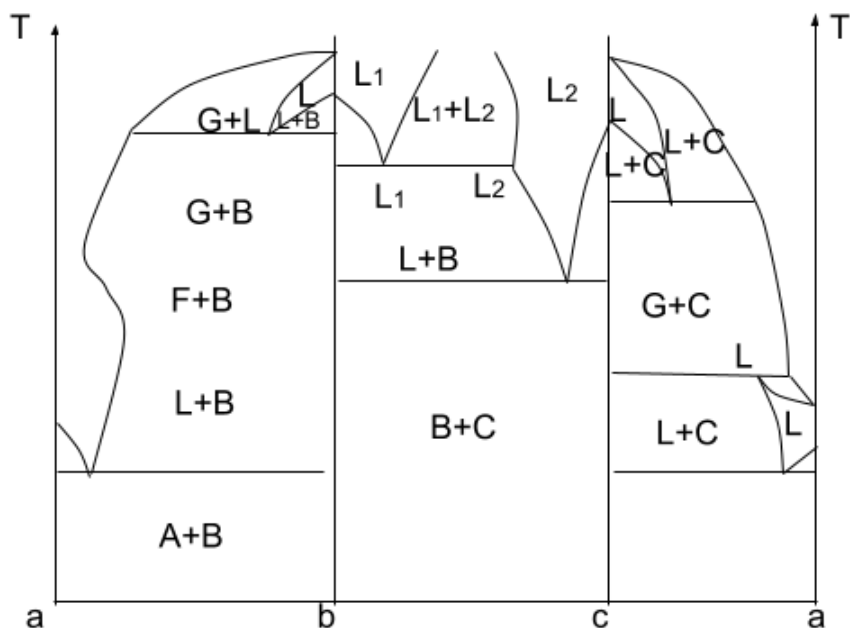 T T
L1 L2
L L1+L2 L
G+L L+B L+C L+C
G+B L1 L2
L+B
F+B G+C
L
L+B B+C L+C L
A+B
a b c a